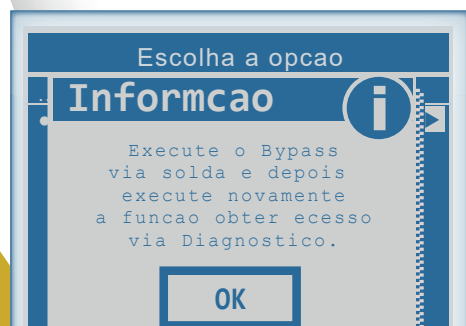 Escolha a opcao
Informcao
Execute o Bypass
via solda e depois
execute novamente
a funcao obter ecesso
via Diagnostico.
OK